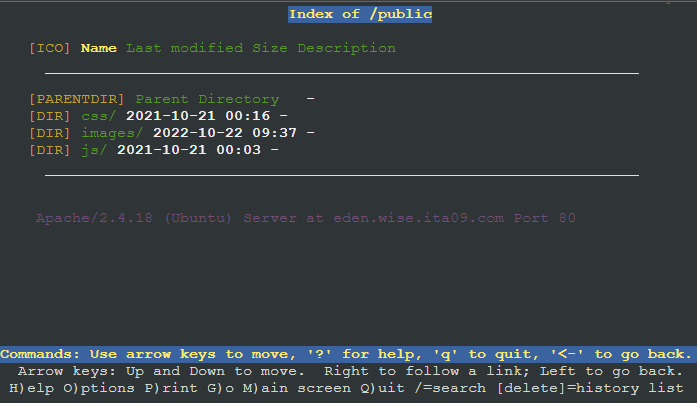 Index of /public
[ICO] Name Last modified Size Description
[PARENTDIR] Parent Directory -
[DIR] css/ 2021-10-21 00:16 -
[DIR] images/ 2022-10-22 09:37 -
[DIR] js/ 2021-10-21 00:03 -
Apache/2.4.18 (Ubuntu) Server at eden.wise.ita09.com Port 80
Commands: Use arrow keys to move, '?' for help, 'q' to quit, '<-' to go back.
Arrow keys: Up and Down to move. Right to follow a link; Left to go back.
H)elp O)ptions P)rint G)o M)ain screen Q)uit /=search [delete]=history list